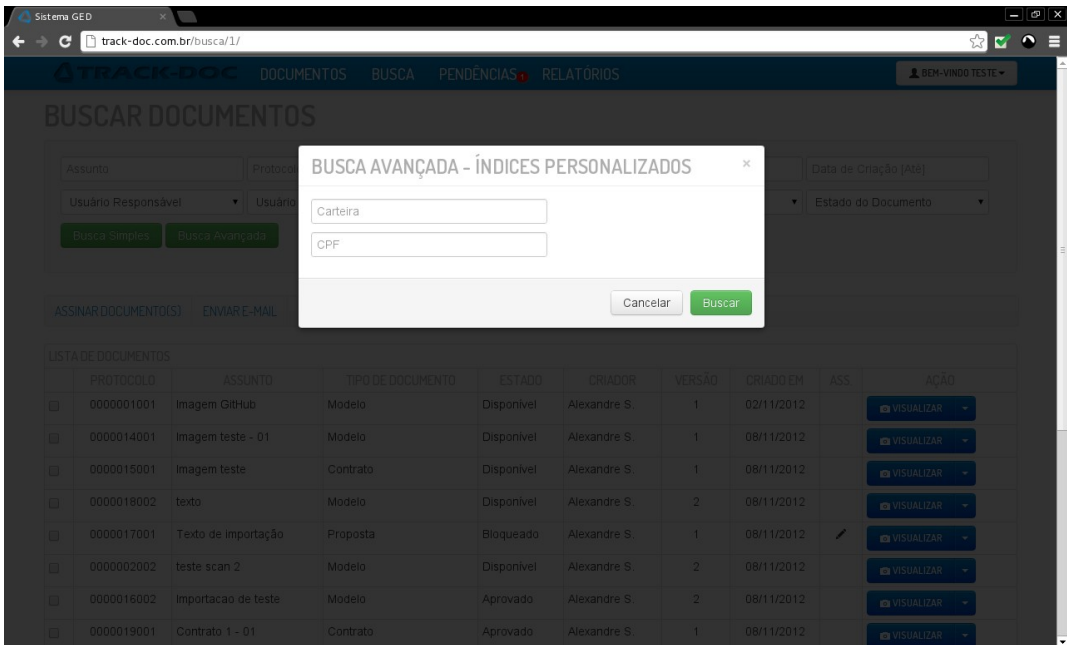 Sistema GED
track-doc.com.br/busca/1/
TRACK-DOC DOCUMENTOS BUSCA PENDÊNCIAS 1 RELATÓRIOS BEM-VINDO TESTE
BUSCAR DOCUMENTOS
BUSCA AVANÇADA - ÍNDICES PERSONALIZADOS ×
Assunto Protocol Data de Criação [Até]
Carteira
Usuário Responsável Usuário Estado do Documento
CPF
Busca Simples Busca Avançada
Cancelar Buscar
ASSINAR DOCUMENTO(S) ENVIAR E-MAIL
LISTA DE DOCUMENTOS
PROTOCOLO ASSUNTO TIPO DE DOCUMENTO ESTADO CRIADOR VERSÃO CRIADO EM ASS AÇÃO
0000001001 Imagem GitHub Modelo Disponível Alexandre S. 1 02/11/2012 VISUALIZAR
0000014001 Imagem teste - 01 Modelo Disponível Alexandre S. 1 08/11/2012 VISUALIZAR
0000015001 Imagem teste Contrato Disponível Alexandre S. 1 08/11/2012 VISUALIZAR
0000018002 texto Modelo Disponível Alexandre S. 2 08/11/2012 VISUALIZAR
0000017001 Texto de importação Proposta Bloqueado Alexandre S. 1 08/11/2012 VISUALIZAR
0000002002 teste scan 2 Modelo Disponível Alexandre S. 2 08/11/2012 VISUALIZAR
0000016002 Importacao de teste Modelo Aprovado Alexandre S. 2 08/11/2012 VISUALIZAR
0000019001 Contrato 1 - 01 Contrato Aprovado Alexandre S. 1 08/11/2012 VISUALIZAR